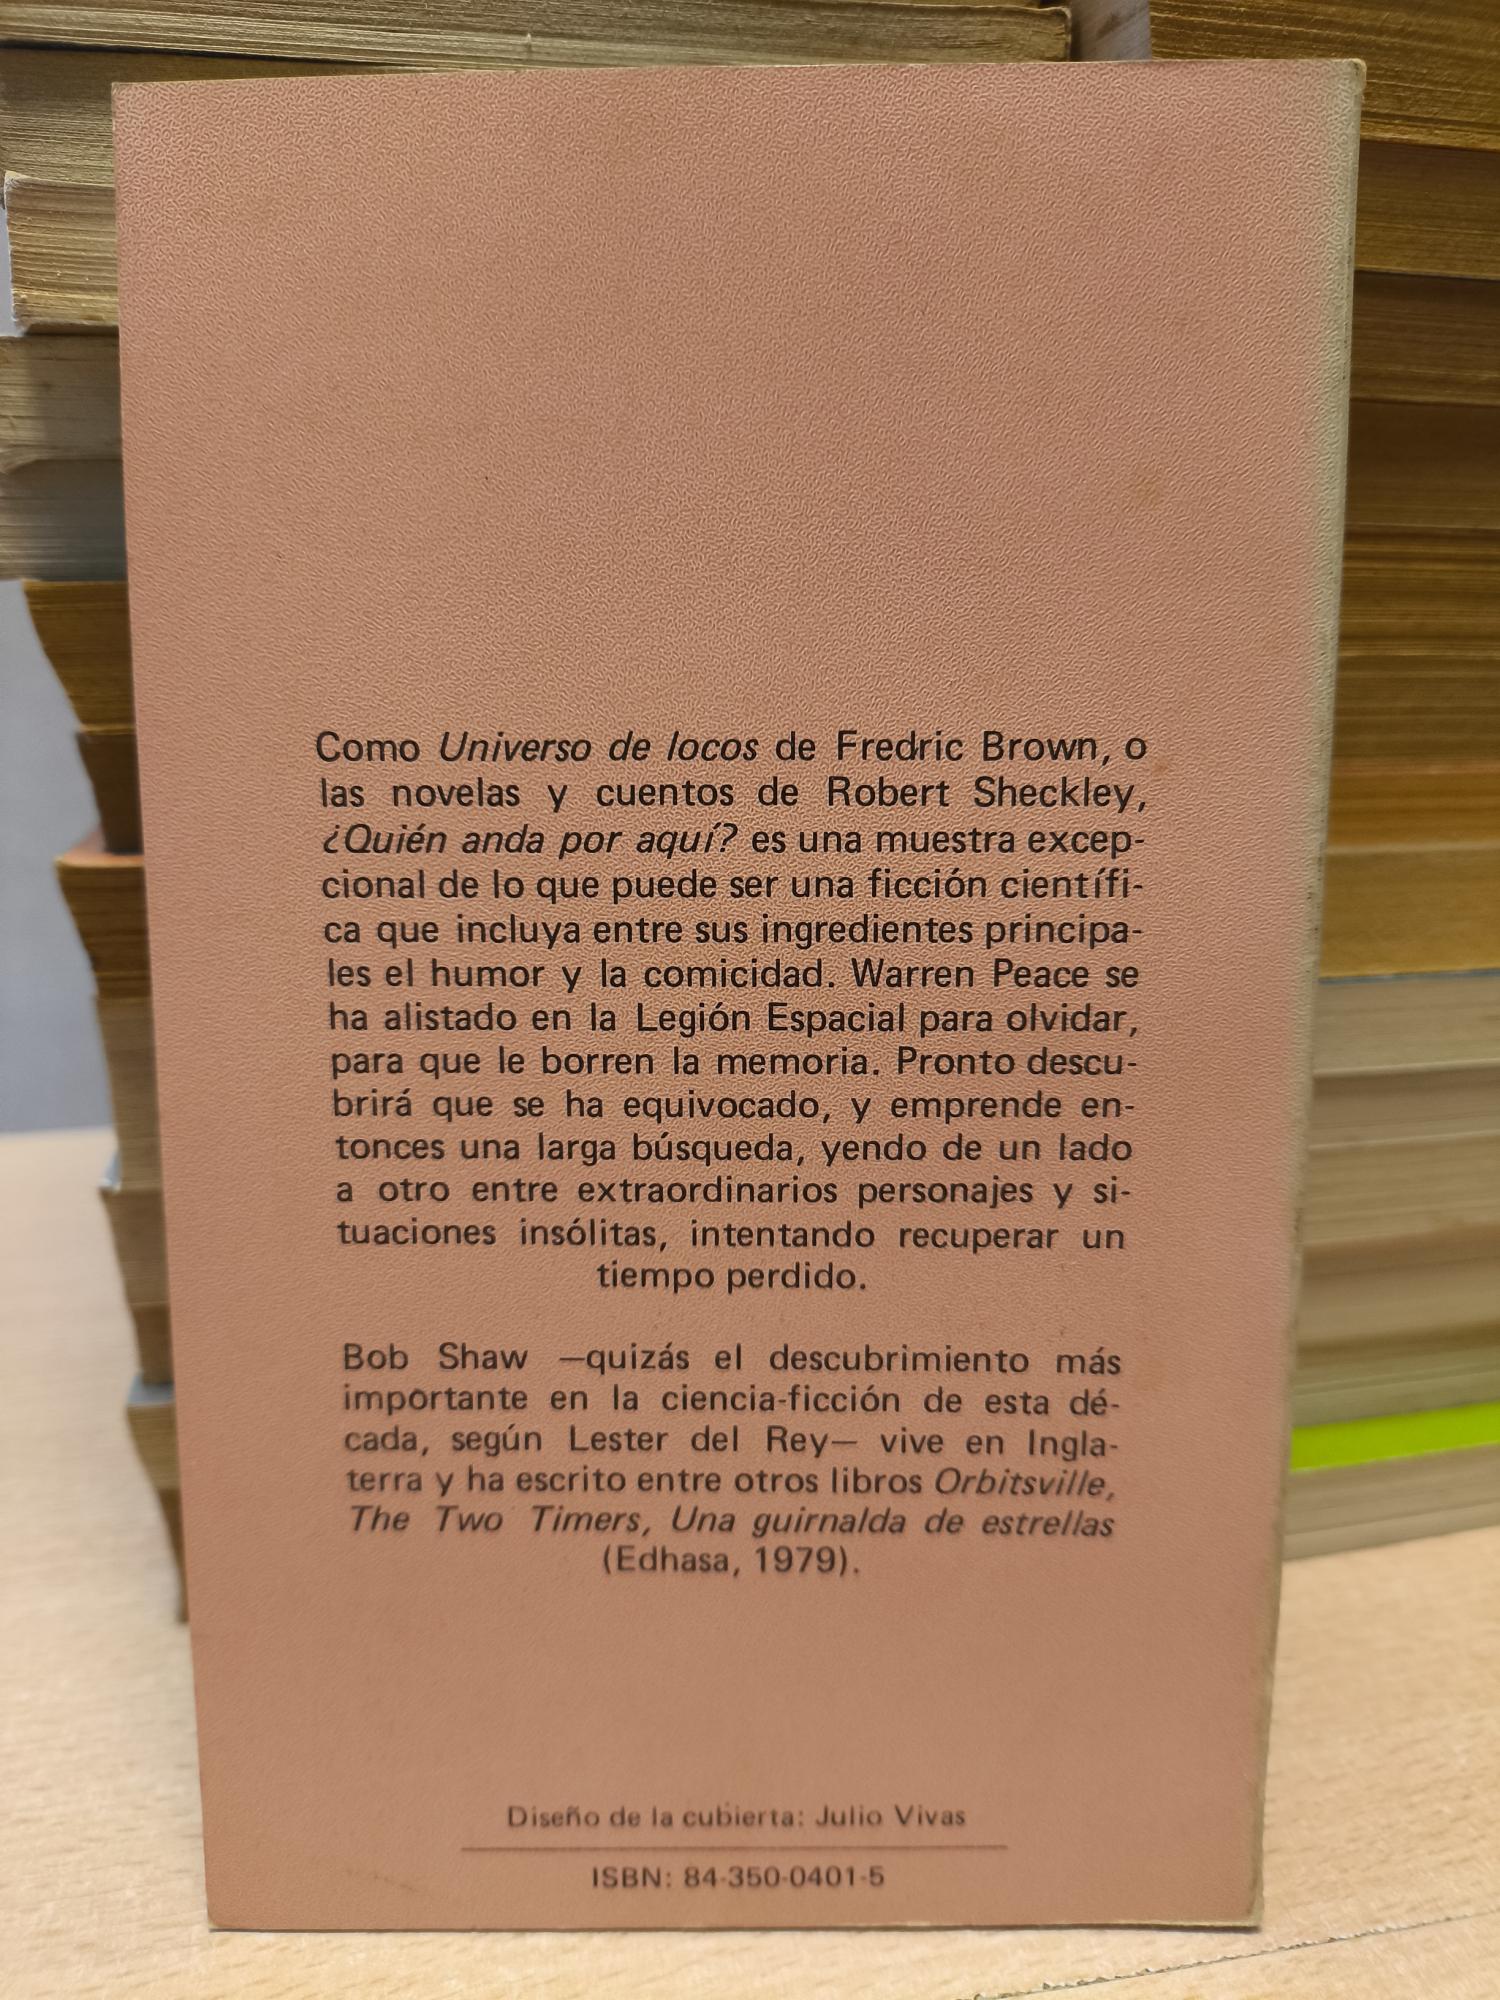 Como Universo de locos de Fredric Brown, o
las novelas y cuentos de Robert Sheckley,
¿Quién anda por aquí? es una muestra excep-
cional de lo que puede ser una ficción científi-
ca que incluya entre sus ingredientes principa-
les el humor y la comicidad. Warren Peace se
ha alistado en la Legión Espacial para olvidar,
para que le borren la memoria. Pronto descu-
brirá que se ha equivocado, y emprende en-
tonces una larga búsqueda, yendo de un lado
a otro entre extraordinarios personajes y si-
tuaciones insólitas, intentando recuperar un
tiempo perdido.
Bob Shaw —quizás el descubrimiento más
importante en la ciencia-ficción de esta dé-
cada, según Lester del Rey— vive en Ingla-
terra y ha escrito entre otros libros Orbitsville,
The Two Timers, Una guirnalda de estrellas
(Edhasa, 1979).
Diseño de la cubierta: Julio Vivas
ISBN: 84-350-0401-5